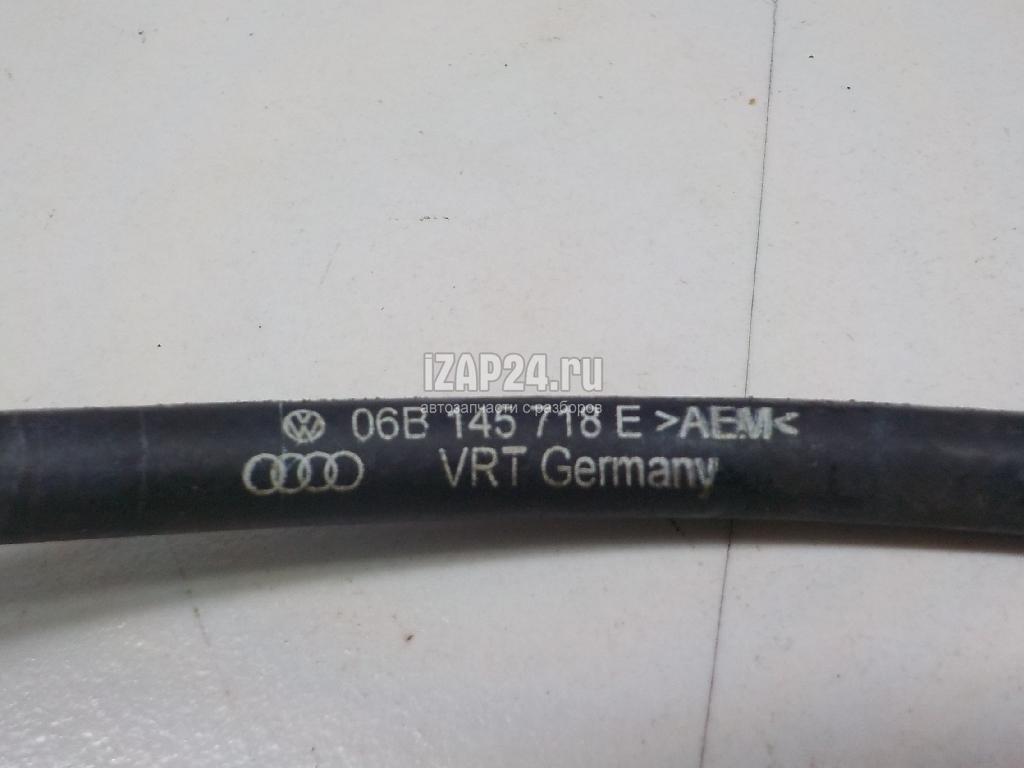 iZAP24.ru
автозапчасти с разборов
06B 145 718 E >AEM<
VRT Germany